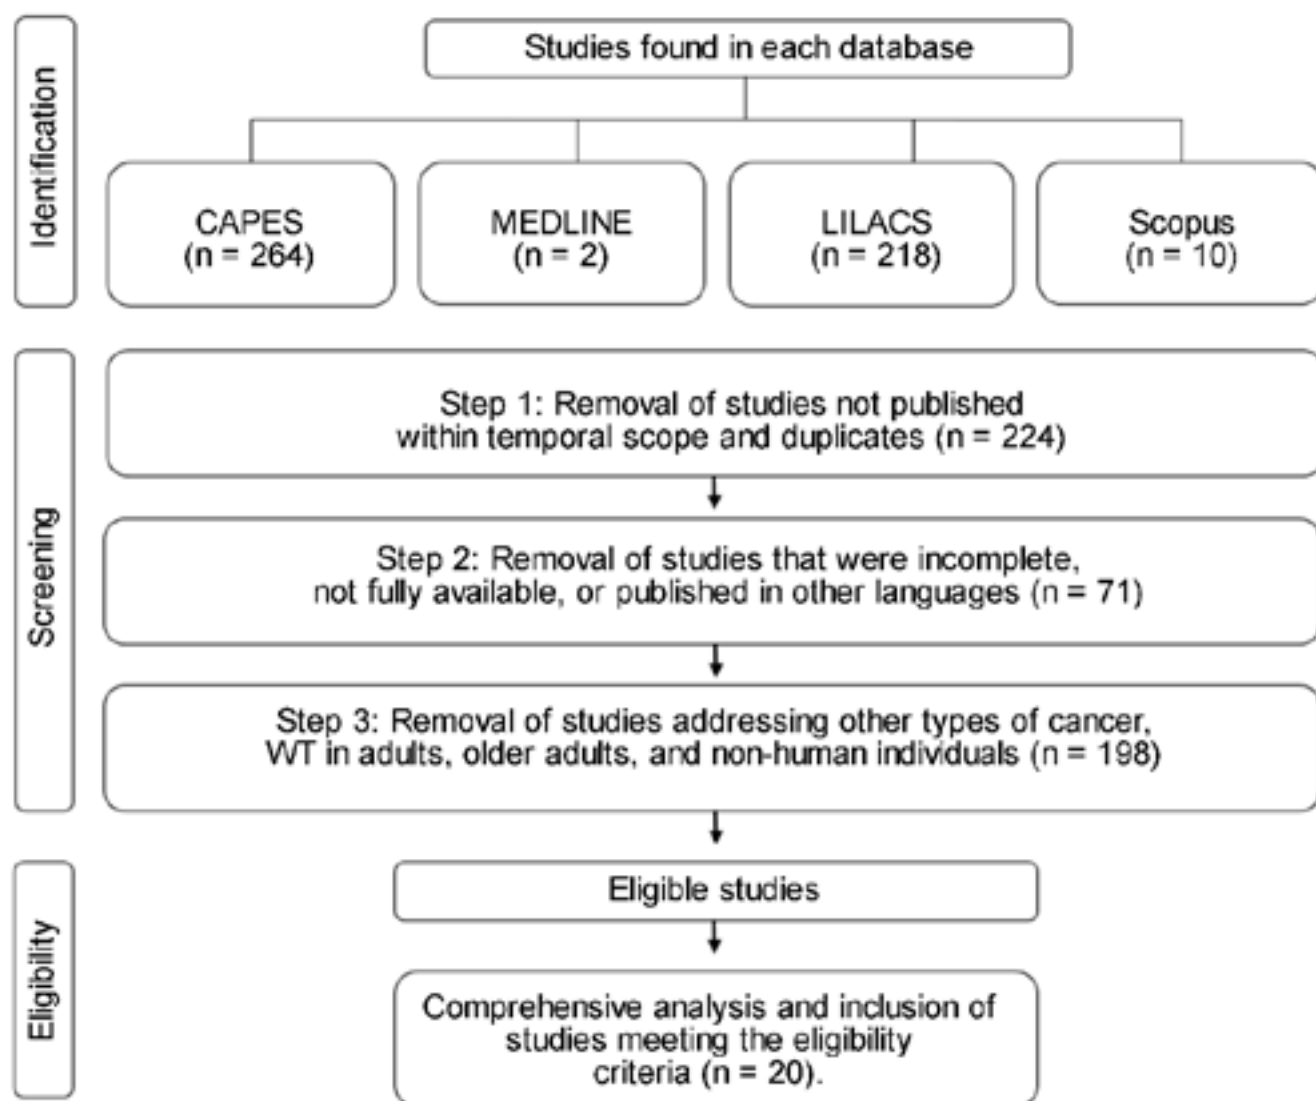 Identification
Studies found in each database
CAPES
(n = 264)
MEDLINE
(n = 2)
LILACS
(n = 218)
Scopus
(n = 10)
Screening
Step 1: Removal of studies not published
within temporal scope and duplicates (n = 224)
Step 2: Removal of studies that were incomplete,
not fully available, or published in other languages (n = 71)
Step 3: Removal of studies addressing other types of cancer,
WT in adults, older adults, and non-human individuals (n = 198)
Eligibility
Eligible studies
Comprehensive analysis and inclusion of
studies meeting the eligibility
criteria (n = 20).